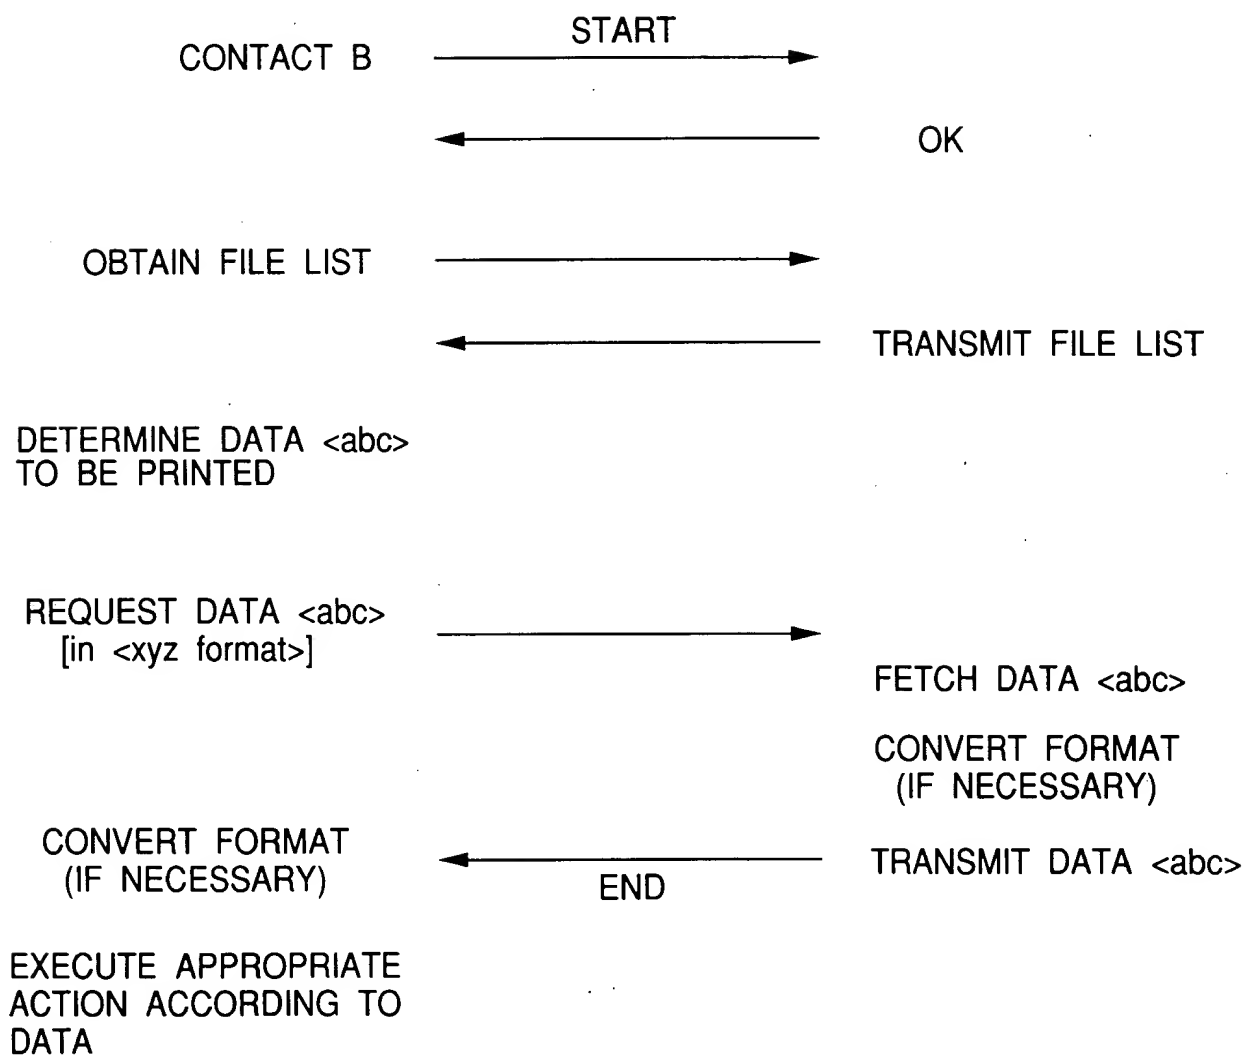 START
CONTACT B
OK
OBTAIN FILE LIST
TRANSMIT FILE LIST
DETERMINE DATA <abc>
TO BE PRINTED
REQUEST DATA <abc>
[in <xyz format>]
FETCH DATA <abc>
CONVERT FORMAT
(IF NECESSARY)
CONVERT FORMAT
(IF NECESSARY)
TRANSMIT DATA <abc>
END
EXECUTE APPROPRIATE
ACTION ACCORDING TO
DATA